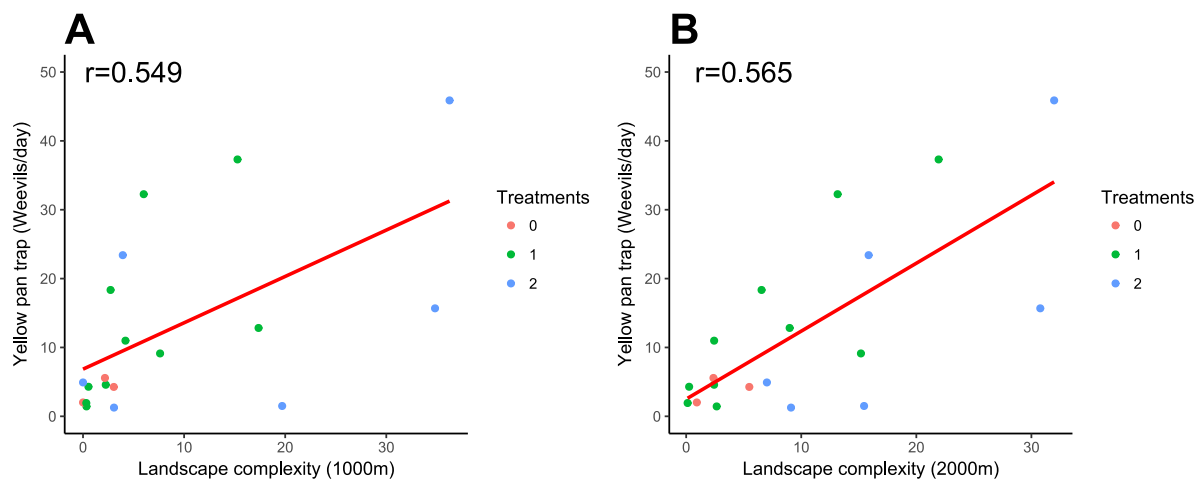 A
r=0.549
Yellow pan trap (Weevils/day)
50
40
30
20
10
0
0
10
20
30
Landscape complexity (1000m)
Treatments
0
1
2
B
r=0.565
Yellow pan trap (Weevils/day)
50
40
30
20
10
0
0
10
20
30
Landscape complexity (2000m)
Treatments
0
1
2